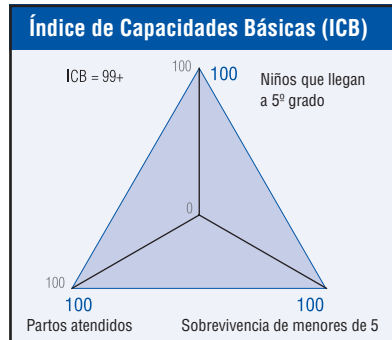 Índice de Capacidades Básicas (ICB)
ICB = 99+
100
100
Niños que llegan
a 5º grado
0
100
100
100
Partos atendidos
Sobrevivencia de menores de 5